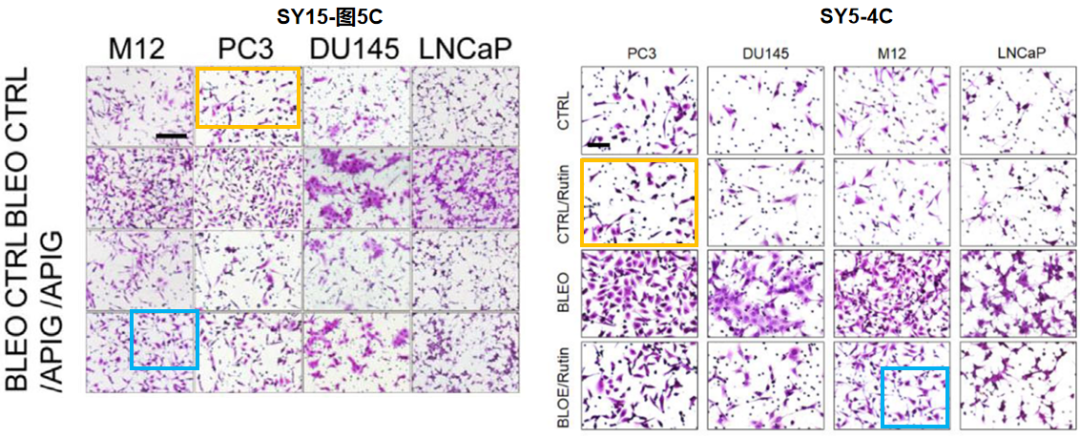 SY15-图5C
M12 PC3 DU145 LNCaP
CTRL
BLEO
CTRL /APIG
BLEO /APIG
SY5-4C
PC3 DU145 M12 LNCaP
CTRL
CTRL/Rutin
BLEO
BLOE/Rutin